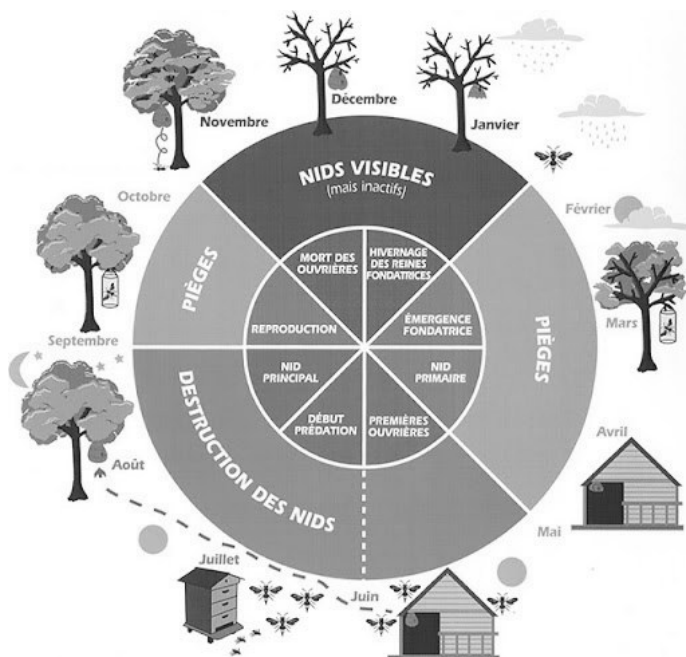 Novembre
Décembre
Janvier
Octobre
NIDS VISIBLES
(mais inactifs)
Février
PIÈGES
MORT DES
OUVRIÈRES
HIVERNAGE
DES REINES
FONDATRICES
REPRODUCTION
ÉMERGENCE
FONDATRICE
PIÈGES
Mars
Septembre
NID
PRINCIPAL
NID
PRIMAIRE
DÉBUT
PRÉDATION
PREMIÈRES
OUVRIÈRES
DESTRUCTION DES NIDS
Août
Avril
Mai
Juillet
Juin